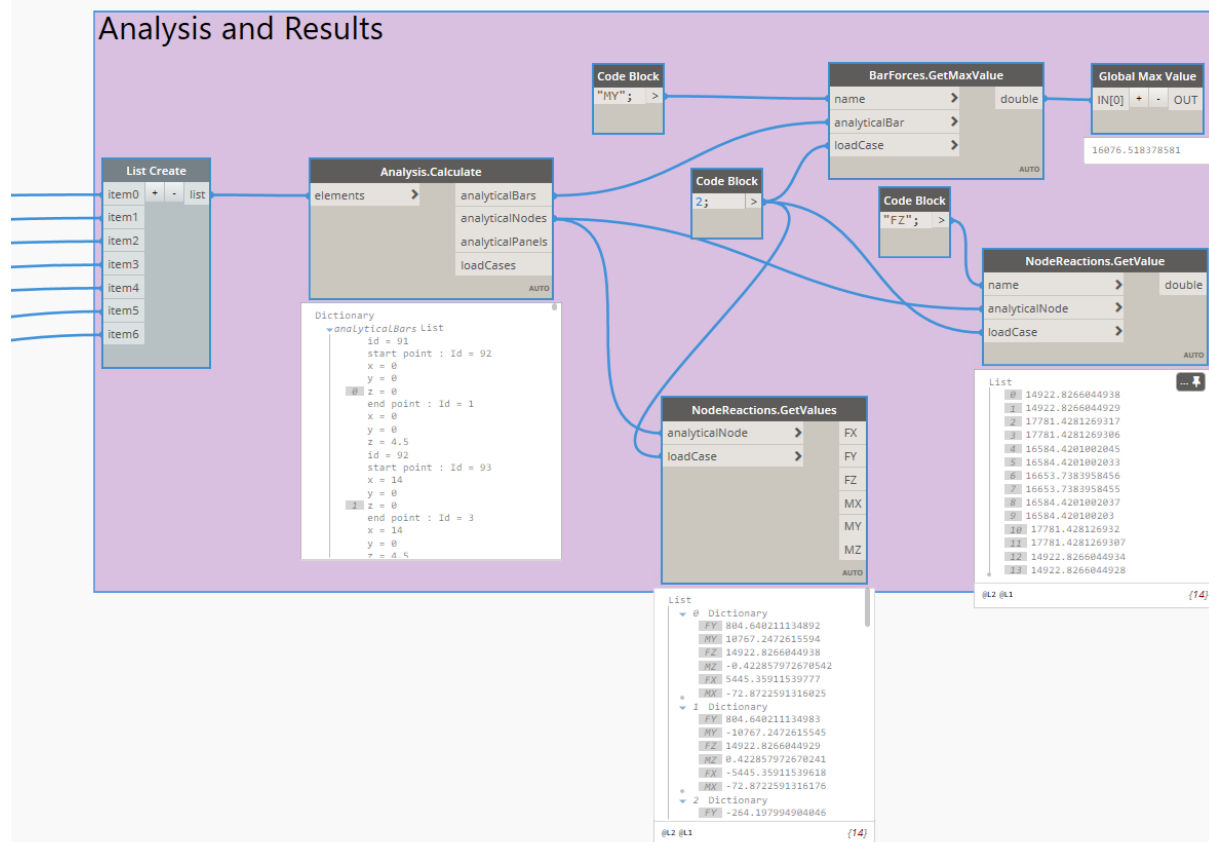 Analysis and Results
Code Block
"MY"; >
BarForces.GetMaxValue
name > double
analyticalBar >
loadCase >
AUTO
Global Max Value
IN[0] + - OUT
16076.518378581
List Create
item0 + - list
item1
item2
item3
item4
item5
item6
Analysis.Calculate
elements > analyticalBars
analyticalNodes
analyticalPanels
loadCases
AUTO
Code Block
2; >
Code Block
"FZ"; >
NodeReactions.GetValue
name > double
analyticalNode >
loadCase >
AUTO
Dictionary
analyticalBars List
id = 91
start point : Id = 92
x = 0
y = 0
0 z = 0
end point : Id = 1
x = 0
y = 0
z = 4.5
id = 92
start point : Id = 93
x = 14
y = 0
1 z = 0
end point : Id = 3
x = 14
y = 0
z = 4.5
NodeReactions.GetValues
analyticalNode > FX
loadCase > FY
FZ
MX
MY
MZ
AUTO
List
0 14922.8266044938
1 14922.8266044929
2 17781.4281269317
3 17781.4281269306
4 16584.4201002045
5 16584.4201002033
6 16653.7383958456
7 16653.7383958455
8 16584.4201002037
9 16584.420100203
10 17781.428126932
11 17781.4281269307
12 14922.8266044934
13 14922.8266044928
@L2 @L1 {14}
List
0 Dictionary
FY 804.640211134892
MY 10767.2472615594
FZ 14922.8266044938
MZ -0.422857972670542
FX 5445.35911539777
MX -72.8722591316025
1 Dictionary
FY 804.640211134983
MY -10767.2472615545
FZ 14922.8266044929
MZ 0.422857972670241
FX -5445.35911539618
MX -72.8722591316176
2 Dictionary
FY -264.197994904046
@L2 @L1 {14}